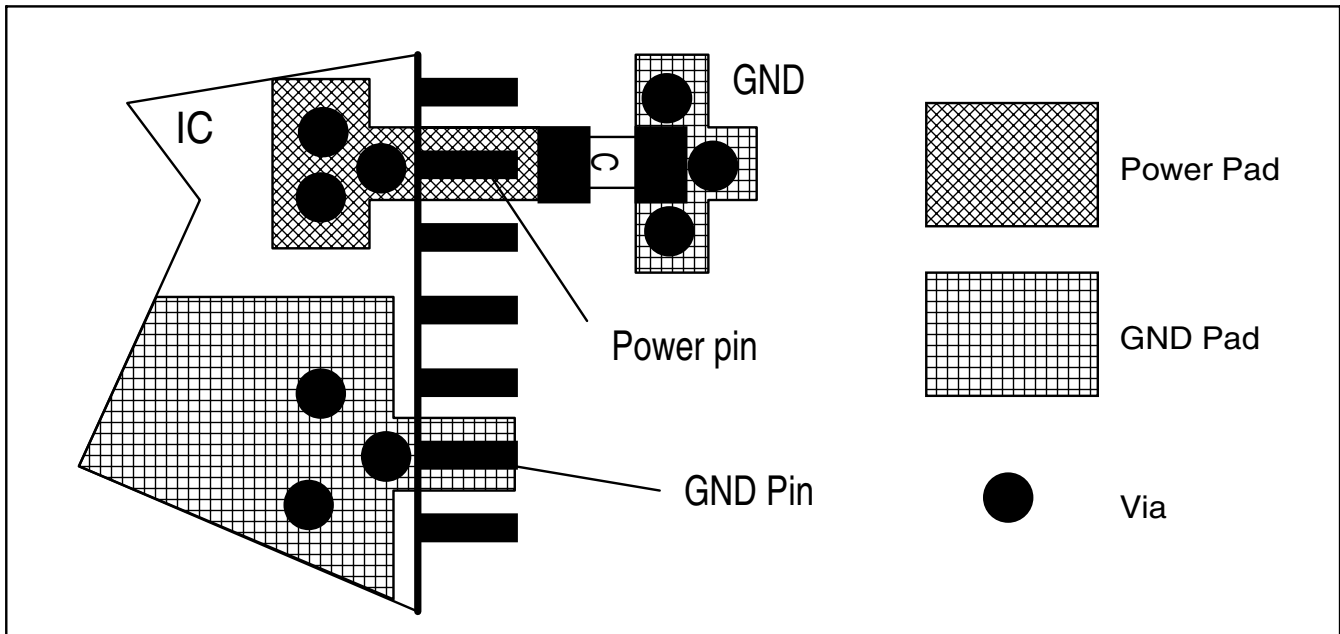 IC
GND
C
Power Pad
GND Pad
Power pin
GND Pin
Via